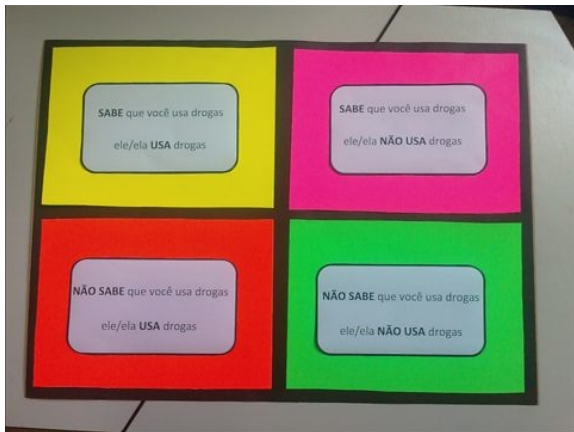 SABE que você usa drogas
ele/ela USA drogas
SABE que você usa drogas
ele/ela NÃO USA drogas
NÃO SABE que você usa drogas
ele/ela USA drogas
NÃO SABE que você usa drogas
ele/ela NÃO USA drogas